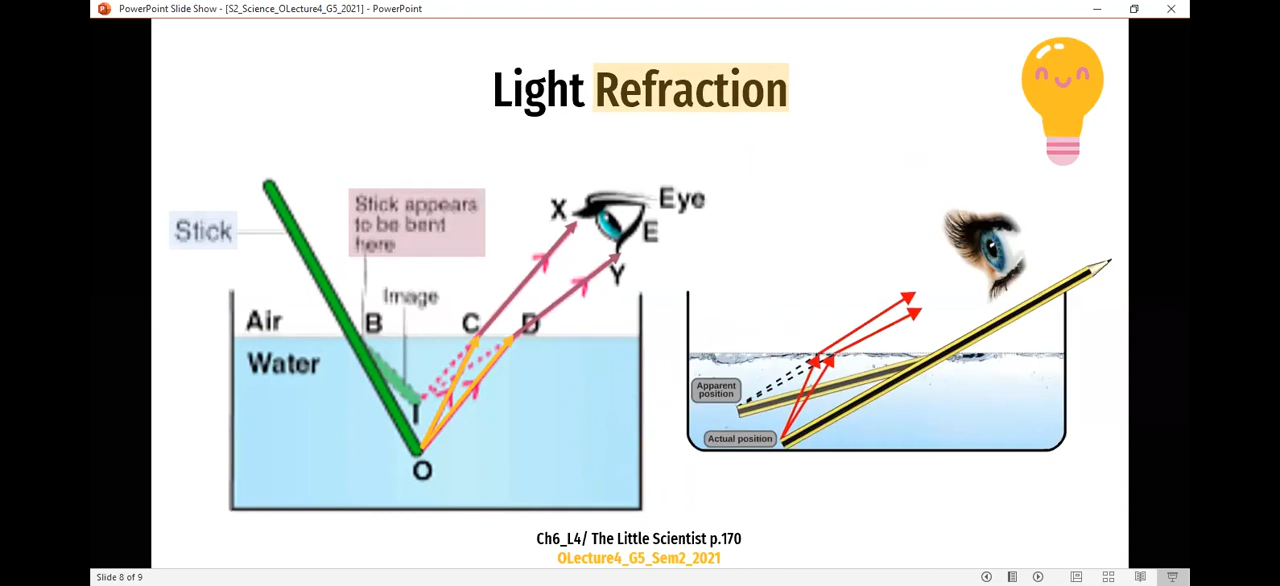 PowerPoint Slide Show - [S2_Science_OLecture4_G5_2021] - PowerPoint
Light Refraction
Stick
Stick appears
to be bent
here
Image
X
Eye
E
Y
Air
B
C
D
Water
I
O
Apparent
position
Actual position
Ch6_L4/ The Little Scientist p.170
OLecture4_G5_Sem2_2021
Slide 8 of 9